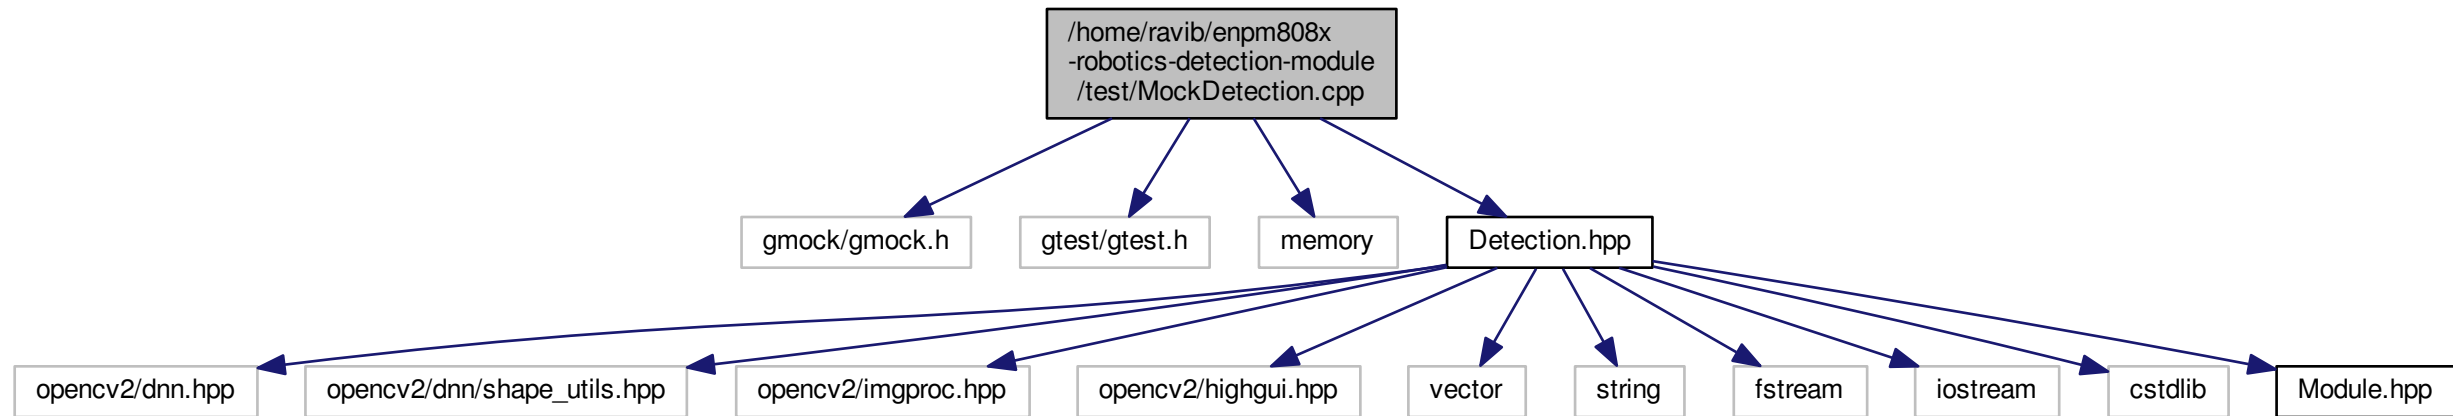 /home/ravib/enpm808x
-robotics-detection-module
/test/MockDetection.cpp
gmock/gmock.h
gtest/gtest.h
memory
Detection.hpp
opencv2/dnn.hpp
opencv2/dnn/shape_utils.hpp
opencv2/imgproc.hpp
opencv2/highgui.hpp
vector
string
fstream
iostream
cstdlib
Module.hpp